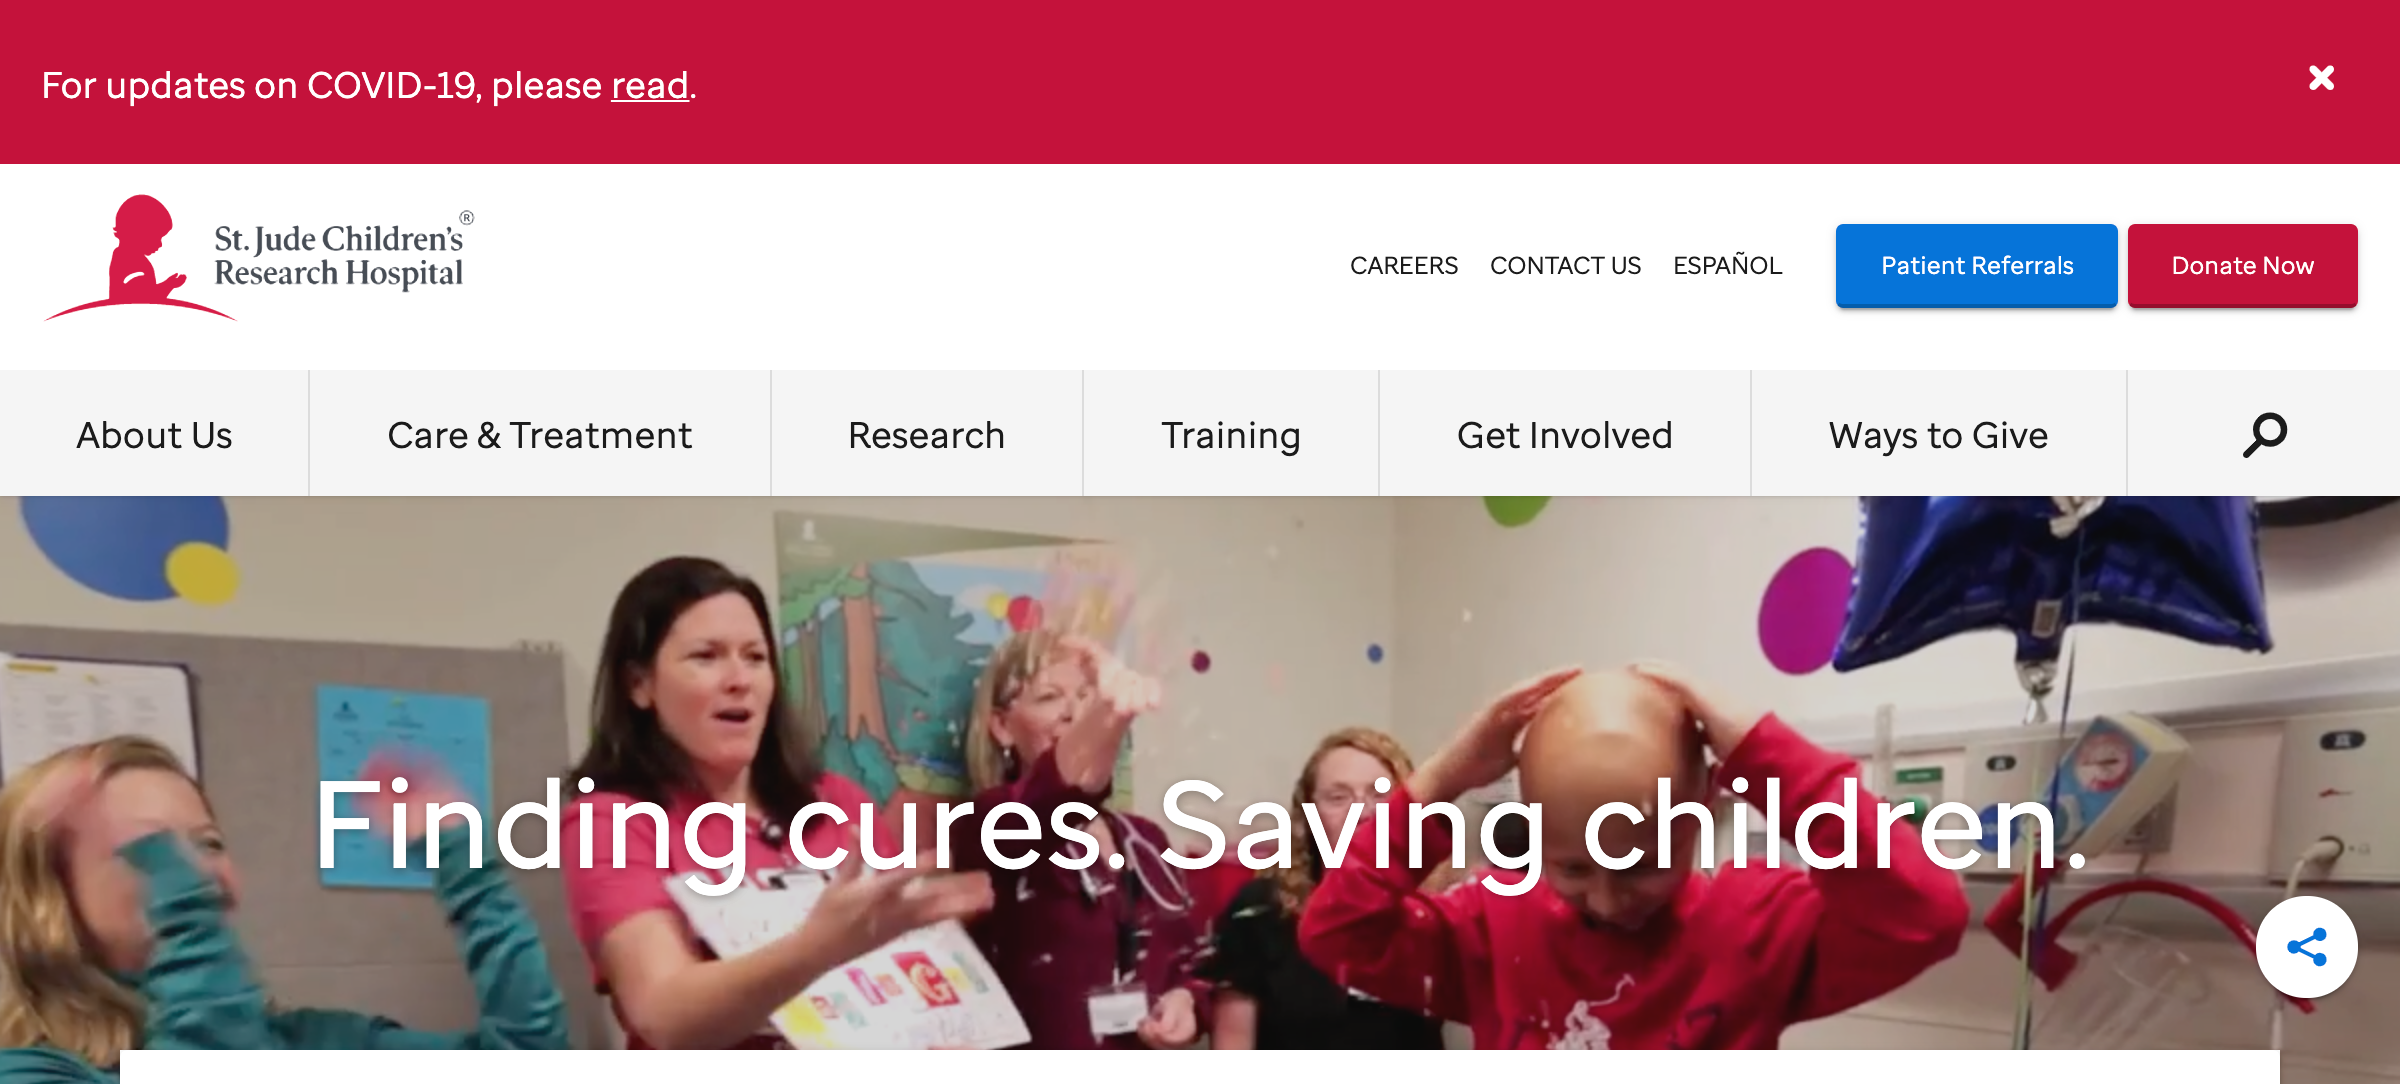 For updates on COVID-19, please read.
St. Jude Children's®
Research Hospital
CAREERS CONTACT US ESPAÑOL Patient Referrals Donate Now
About Us Care & Treatment Research Training Get Involved Ways to Give
Finding cures. Saving children.